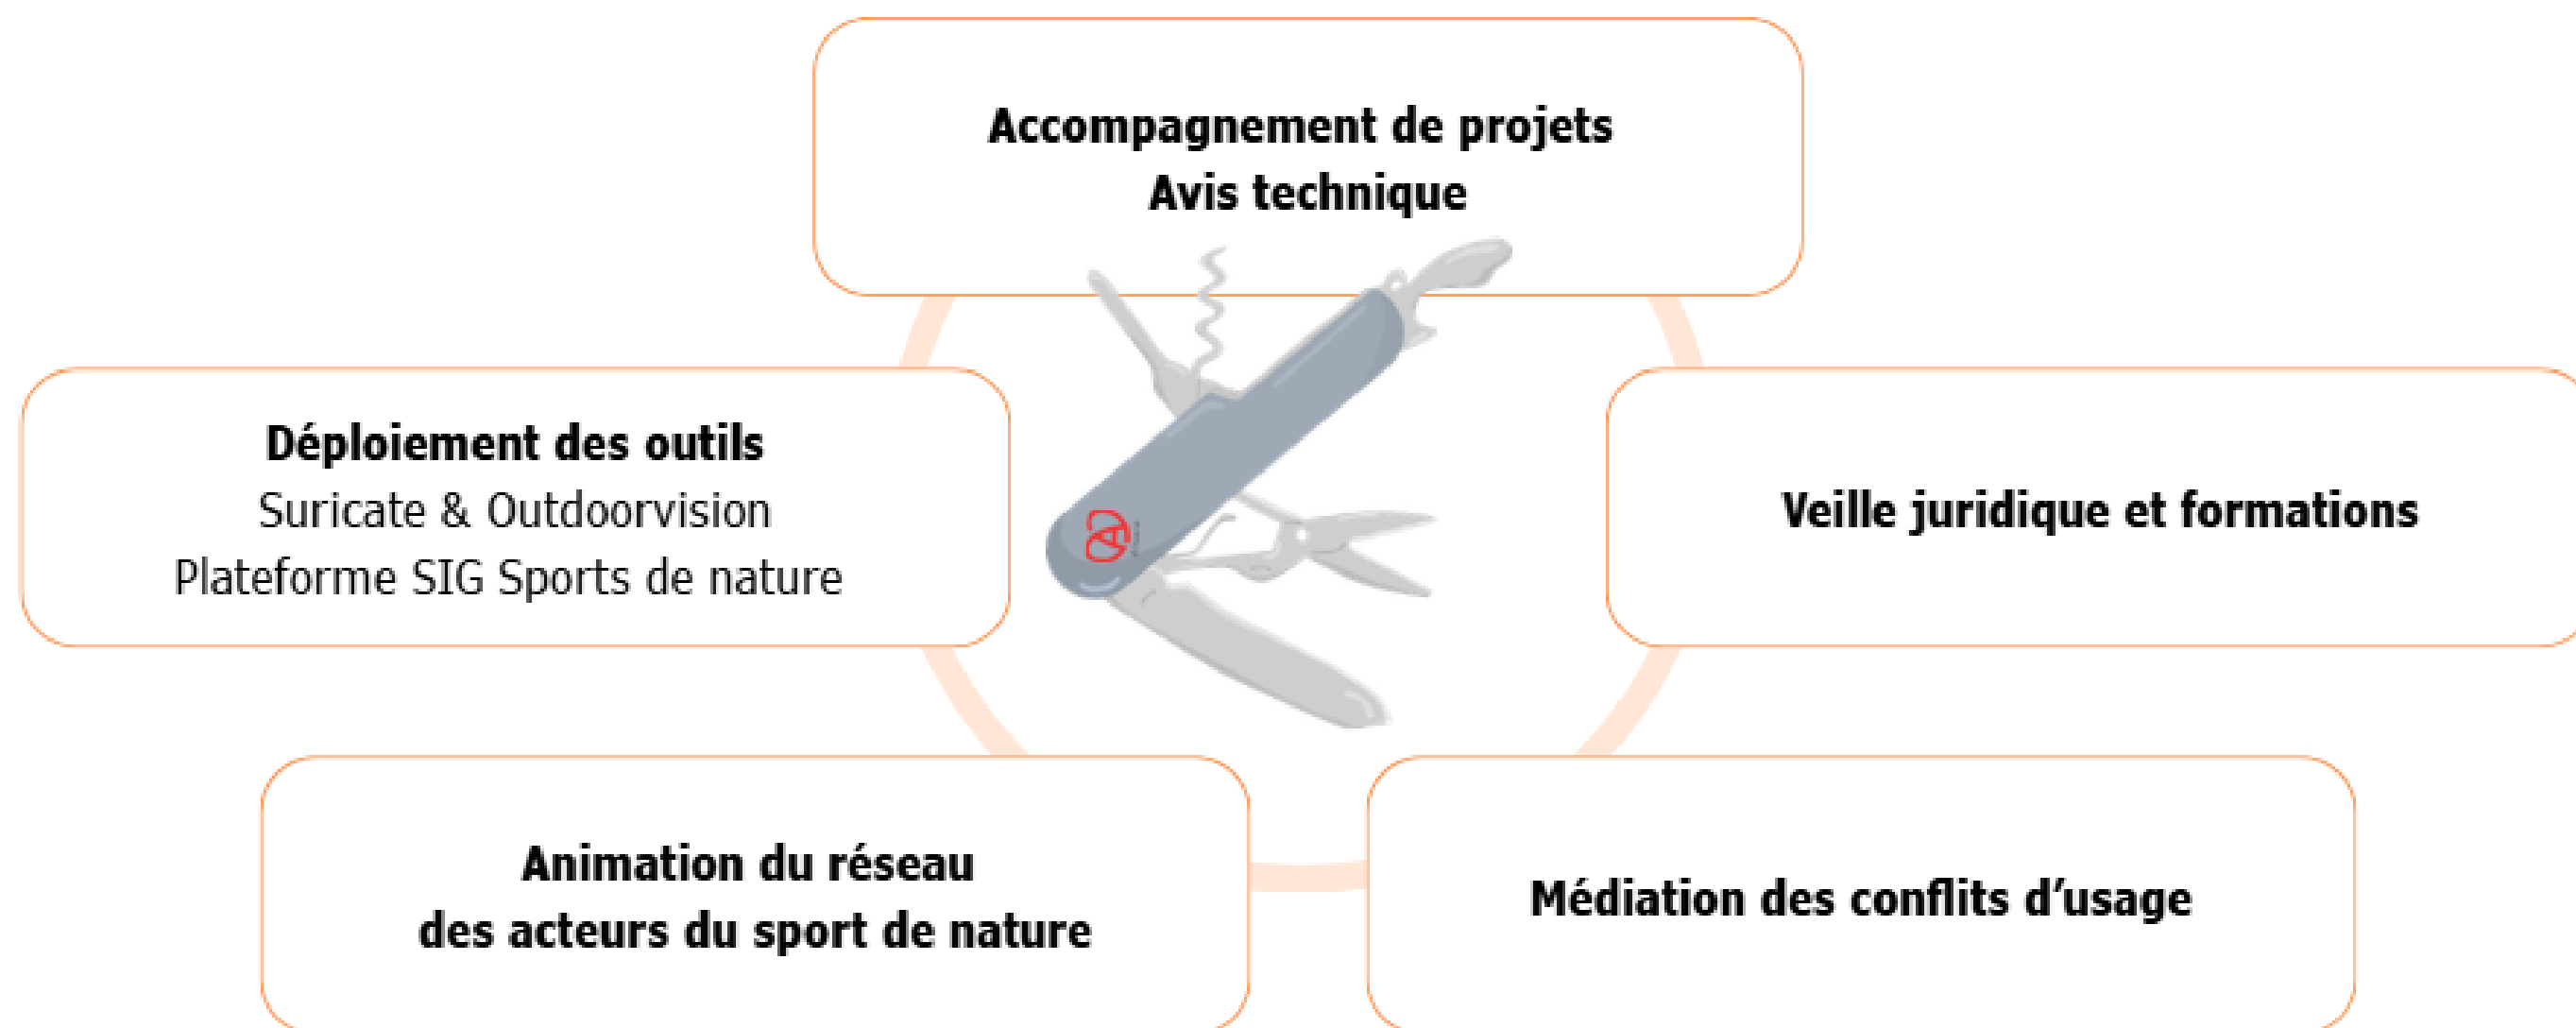 Accompagnement de projets
Avis technique
Déploiement des outils
Suricate & Outdoorvision
Plateforme SIG Sports de nature
Veille juridique et formations
Animation du réseau
des acteurs du sport de nature
Médiation des conflits d’usage